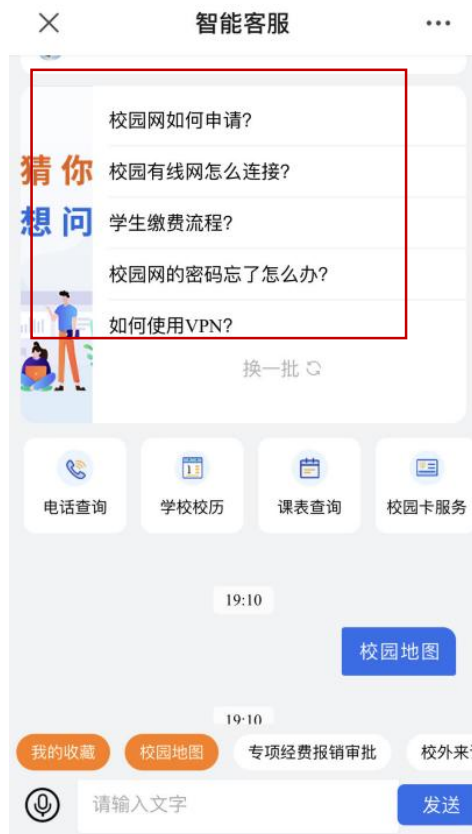 智能客服
猜你
想问
校园网如何申请?
校园有线网怎么连接?
学生缴费流程?
校园网的密码忘了怎么办?
如何使用VPN?
换一批
电话查询 学校校历 课表查询 校园卡服务
19:10
校园地图
19:10
我的收藏 校园地图 专项经费报销审批 校外来
请输入文字 发送